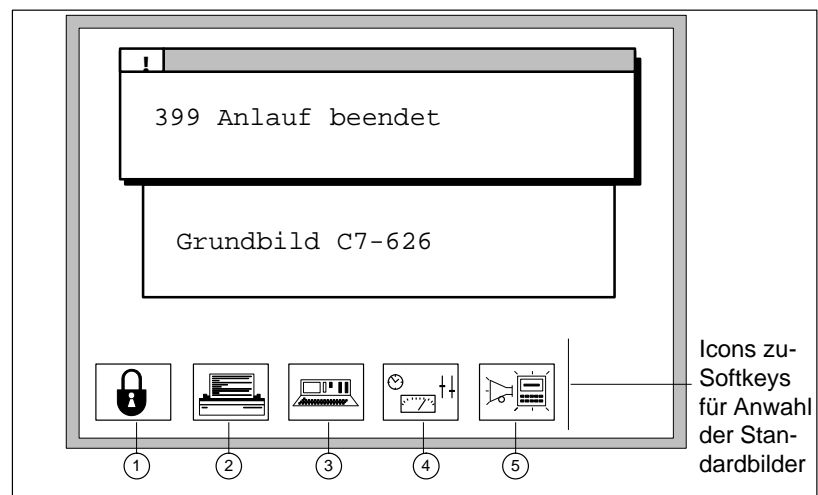 !
399 Anlauf beendet
Grundbild C7-626
Icons zu-
Softkeys
für Anwahl
der Stan-
dardbilder
1 2 3 4 5